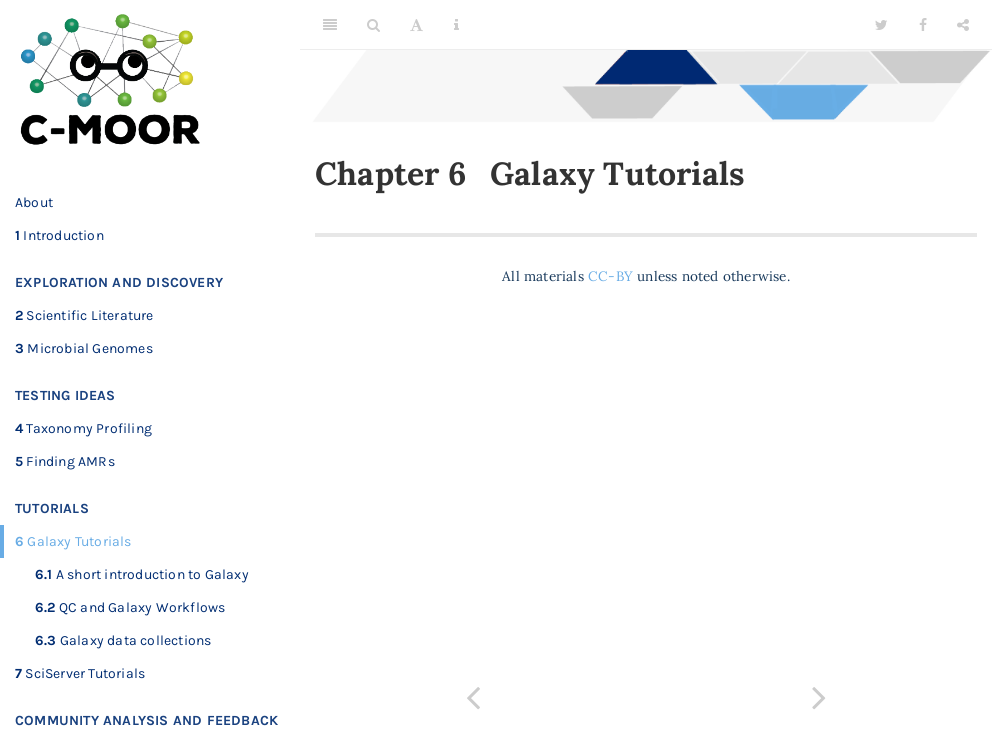 C-MOOR
About
1 Introduction
EXPLORATION AND DISCOVERY
2 Scientific Literature
3 Microbial Genomes
TESTING IDEAS
4 Taxonomy Profiling
5 Finding AMRs
TUTORIALS
6 Galaxy Tutorials
6.1 A short introduction to Galaxy
6.2 QC and Galaxy Workflows
6.3 Galaxy data collections
7 SciServer Tutorials
COMMUNITY ANALYSIS AND FEEDBACK
A
Chapter 6 Galaxy Tutorials
All materials CC-BY unless noted otherwise.